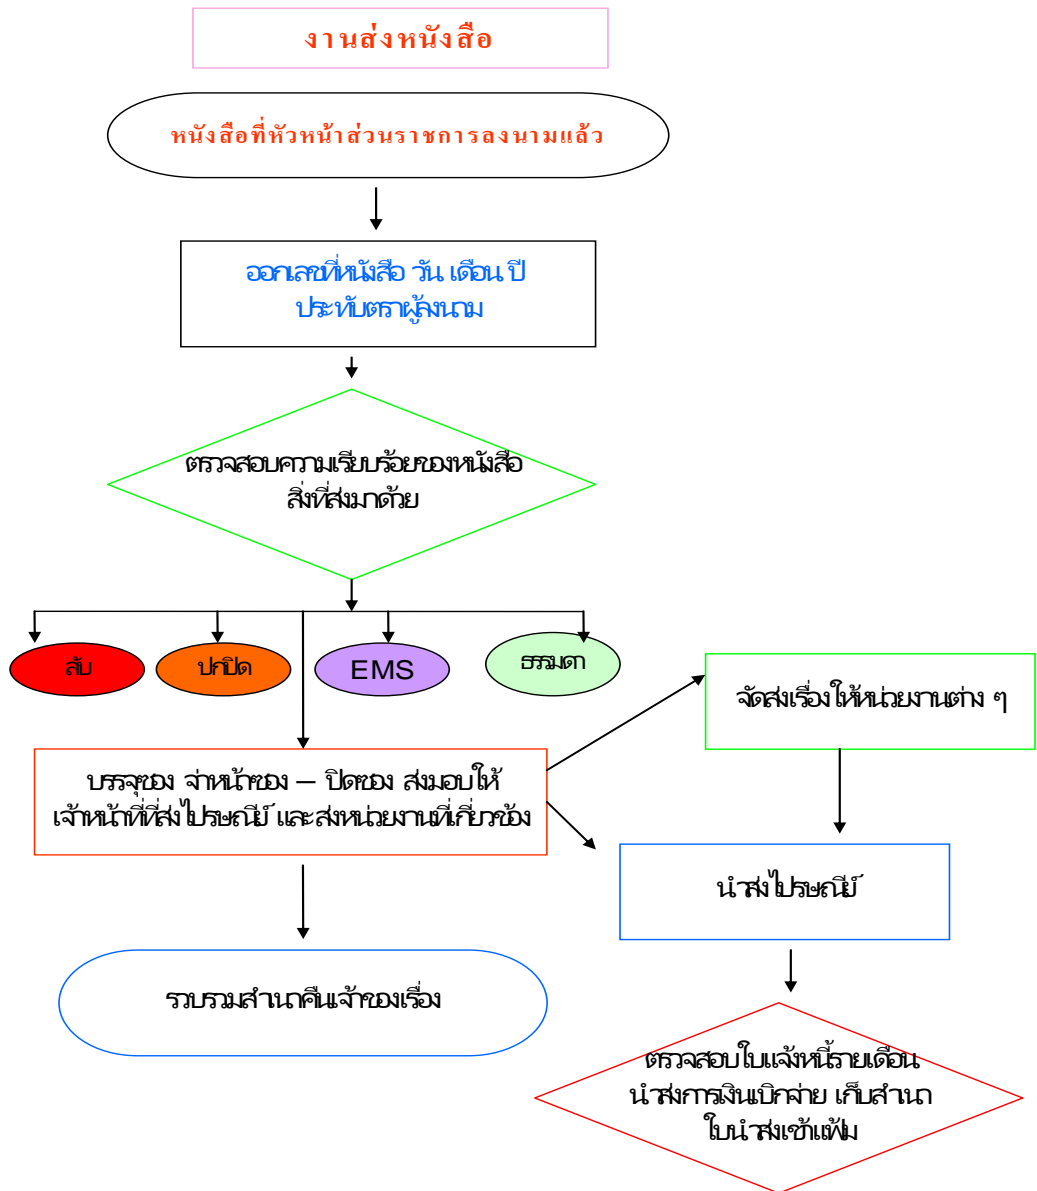 งานส่งหนังสือ
หนังสือที่หัวหน้าส่วนราชการลงนามแล้ว
ออกเลขที่หนังสือ วัน เดือน ปี
ประทับตราผู้ลงนาม
ตรวจสอบความเรียบร้อยของหนังสือ
สิ่งที่ส่งมาด้วย
ลับ
ปกปิด
EMS
ธรรมดา
จัดส่งเรื่องให้หน่วยงานต่าง ๆ
บรรจุซอง จ่าหน้าซอง – ปิดซอง ส่งมอบให้
เจ้าหน้าที่ที่ส่งไปรษณีย์ และส่งหน่วยงานที่เกี่ยวข้อง
นำส่งไปรษณีย์
รวบรวมสำเนาคืนเจ้าของเรื่อง
ตรวจสอบใบแจ้งหนี้รายเดือน
นำส่งการเงินเบิกจ่าย เก็บสำเนา
ใบนำส่งเข้าแฟ้ม